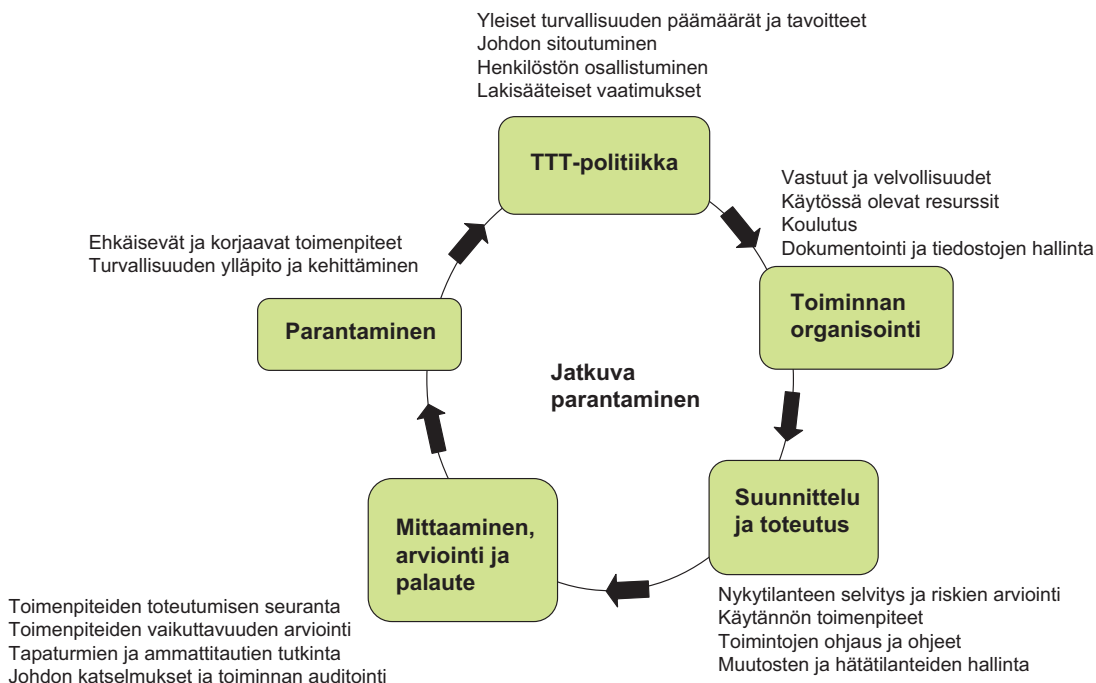 Yleiset turvallisuuden päämäärät ja tavoitteet
Johdon sitoutuminen
Henkilöstön osallistuminen
Lakisääteiset vaatimukset
TTT-politiikka
Vastuut ja velvollisuudet
Käytössä olevat resurssit
Koulutus
Dokumentointi ja tiedostojen hallinta
Toiminnan
organisointi
Suunnittelu
ja toteutus
Nykytilanteen selvitys ja riskien arviointi
Käytännön toimenpiteet
Toimintojen ohjaus ja ohjeet
Muutosten ja hätätilanteiden hallinta
Mittaaminen,
arviointi ja
palaute
Toimenpiteiden toteutumisen seuranta
Toimenpiteiden vaikuttavuuden arviointi
Tapaturmien ja ammattitautien tutkinta
Johdon katselmukset ja toiminnan auditointi
Ehkäisevät ja korjaavat toimenpiteet
Turvallisuuden ylläpito ja kehittäminen
Parantaminen
Jatkuva
parantaminen